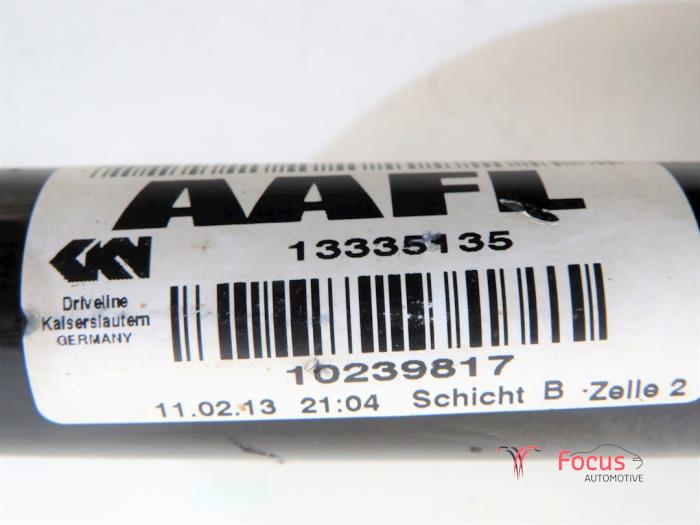 AAFL
13335135
GKN
Driveline
Kaiserslautern
GERMANY
10239817
11.02.13 21:04 Schicht B -Zelle 2
Focus
AUTOMOTIVE